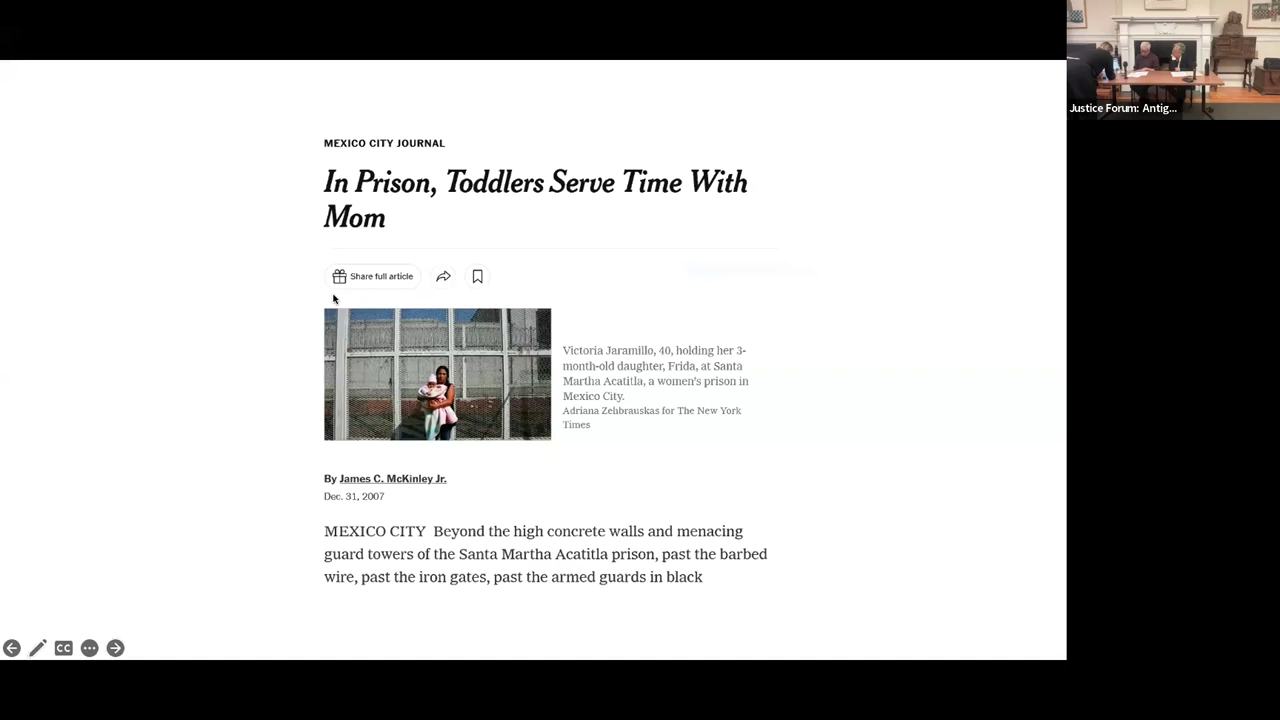 Justice Forum: Antig...
MEXICO CITY JOURNAL
In Prison, Toddlers Serve Time With
Mom
Share full article
Victoria Jaramillo, 40, holding her 3-
month-old daughter, Frida, at Santa
Martha Acatitla, a women's prison in
Mexico City.
Adriana Zehbrauskas for The New York
Times
By James C. McKinley Jr.
Dec. 31, 2007
MEXICO CITY  Beyond the high concrete walls and menacing
guard towers of the Santa Martha Acatitla prison, past the barbed
wire, past the iron gates, past the armed guards in black
CC